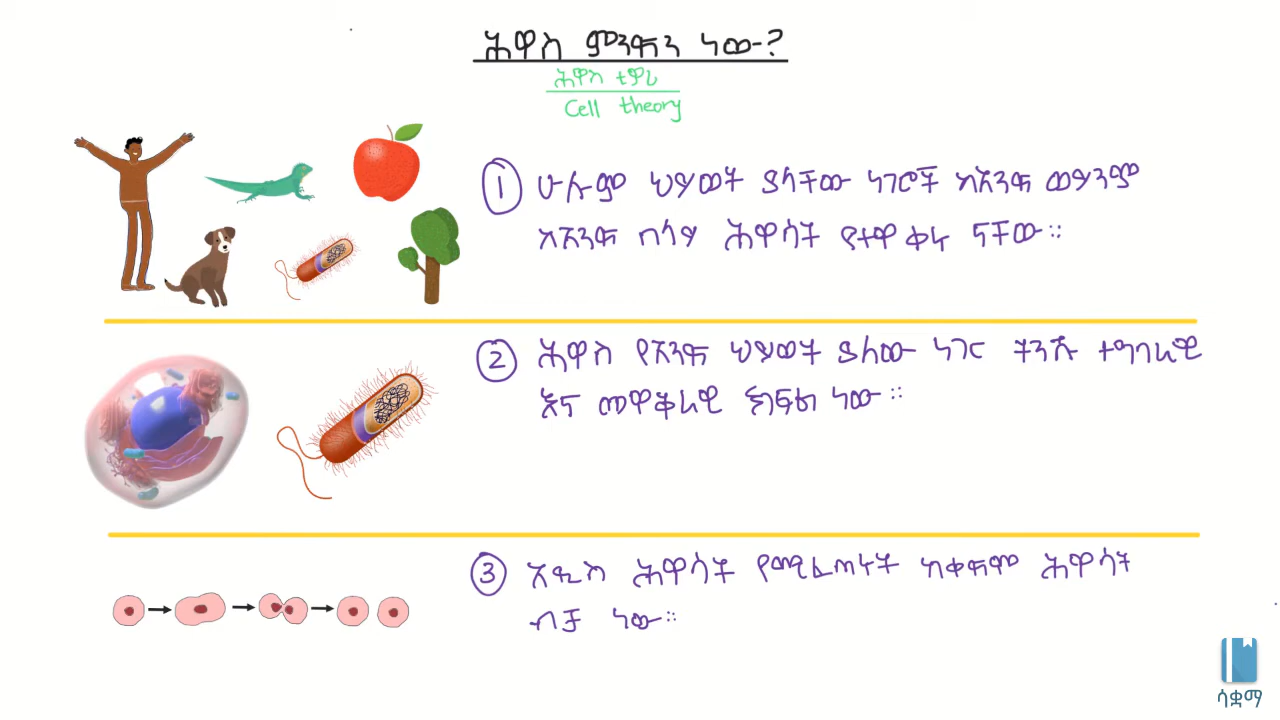 ሕዋስ ምንድን ነው?
ሕዋስ ቲዎሪ
Cell theory
1 ሁሉም ህይወት ያላቸው ነገሮች ከአንድ ወይንም
ከአንድ በላይ ሕዋሳት የተዋቀሩ ናቸው።
2 ሕዋስ የአንድ ህይወት ያለው ነገር ትንሹ ተግባራዊ
እና መዋቅራዊ ክፍል ነው።
3 አዲስ ሕዋሳት የሚፈጠሩት ከቀድሞ ሕዋሳት
ብቻ ነው።
ሳቋማ